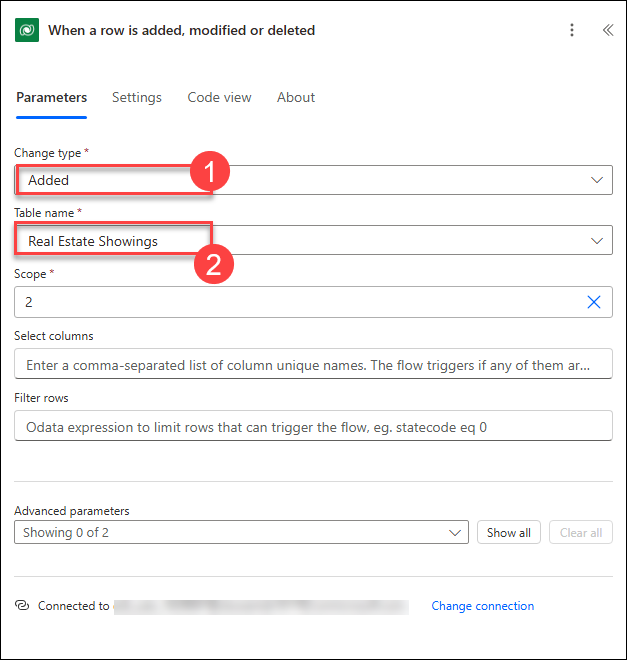 When a row is added, modified or deleted
Parameters Settings Code view About
Change type *
Added
1
Table name *
Real Estate Showings
2
Scope *
2
Select columns
Enter a comma-separated list of column unique names. The flow triggers if any of them ar...
Filter rows
Odata expression to limit rows that can trigger the flow, eg. statecode eq 0
Advanced parameters
Showing 0 of 2 Show all Clear all
Connected to Change connection